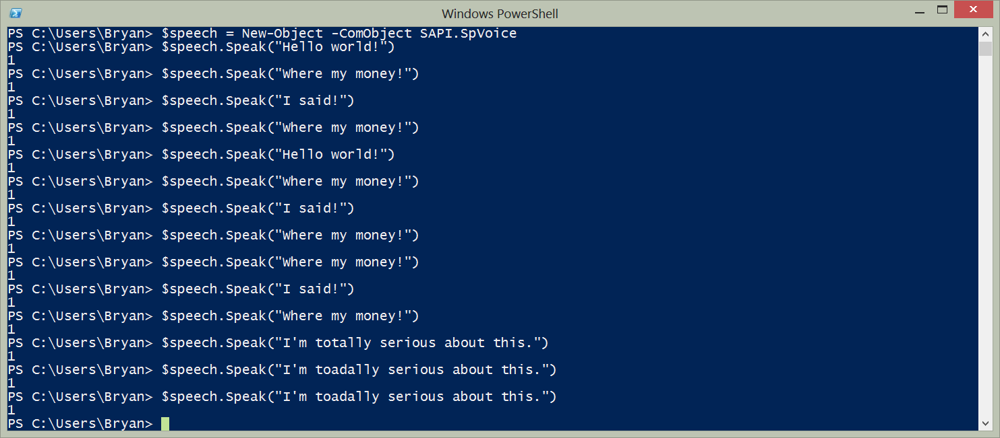 Windows PowerShell
PS C:\Users\Bryan> $speech = New-Object -ComObject SAPI.SpVoice
PS C:\Users\Bryan> $speech.Speak("Hello world!")
1
PS C:\Users\Bryan> $speech.Speak("Where my money!")
1
PS C:\Users\Bryan> $speech.Speak("I said!")
1
PS C:\Users\Bryan> $speech.Speak("Where my money!")
1
PS C:\Users\Bryan> $speech.Speak("Hello world!")
1
PS C:\Users\Bryan> $speech.Speak("Where my money!")
1
PS C:\Users\Bryan> $speech.Speak("I said!")
1
PS C:\Users\Bryan> $speech.Speak("Where my money!")
1
PS C:\Users\Bryan> $speech.Speak("Where my money!")
1
PS C:\Users\Bryan> $speech.Speak("I said!")
1
PS C:\Users\Bryan> $speech.Speak("Where my money!")
1
PS C:\Users\Bryan> $speech.Speak("I'm totally serious about this.")
1
PS C:\Users\Bryan> $speech.Speak("I'm toadally serious about this.")
1
PS C:\Users\Bryan> $speech.Speak("I'm toadally serious about this.")
1
PS C:\Users\Bryan>